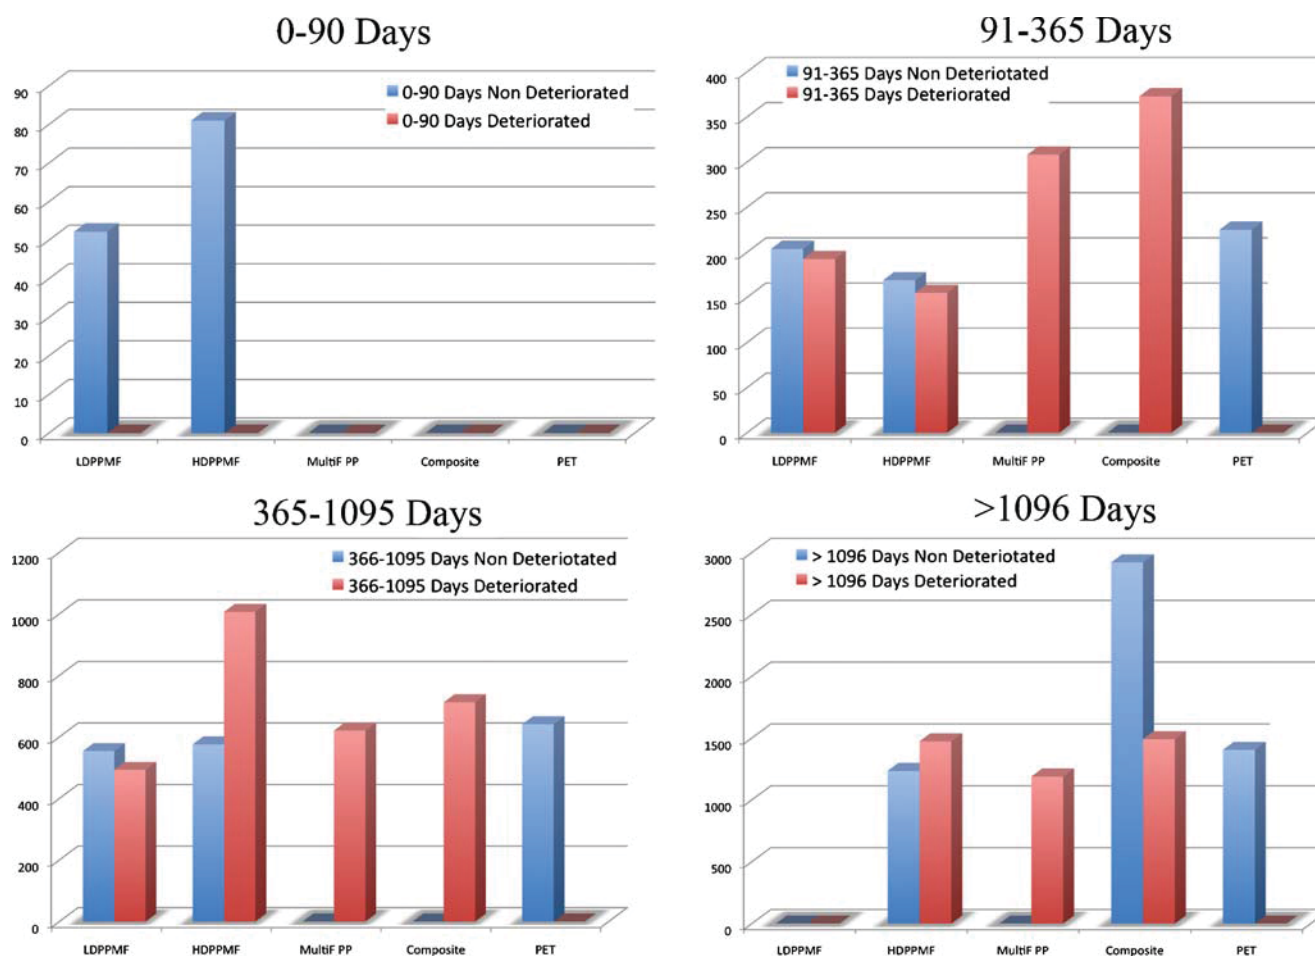 0-90 Days
90
80
70
60
50
40
30
20
10
0
0-90 Days Non Deteriorated
0-90 Days Deteriorated
LDPPMF HDPPMF MultiF PP Composite PET
91-365 Days
400
350
300
250
200
150
100
50
0
91-365 Days Non Deteriotated
91-365 Days Deteriorated
LDPPMF HDPPMF MultiF PP Composite PET
365-1095 Days
1200
1000
800
600
400
200
0
366-1095 Days Non Deteriotated
366-1095 Days Deteriorated
LDPPMF HDPPMF MultiF PP Composite PET
>1096 Days
3000
2500
2000
1500
1000
500
0
> 1096 Days Non Deteriotated
> 1096 Days Deteriorated
LDPPMF HDPPMF MultiF PP Composite PET